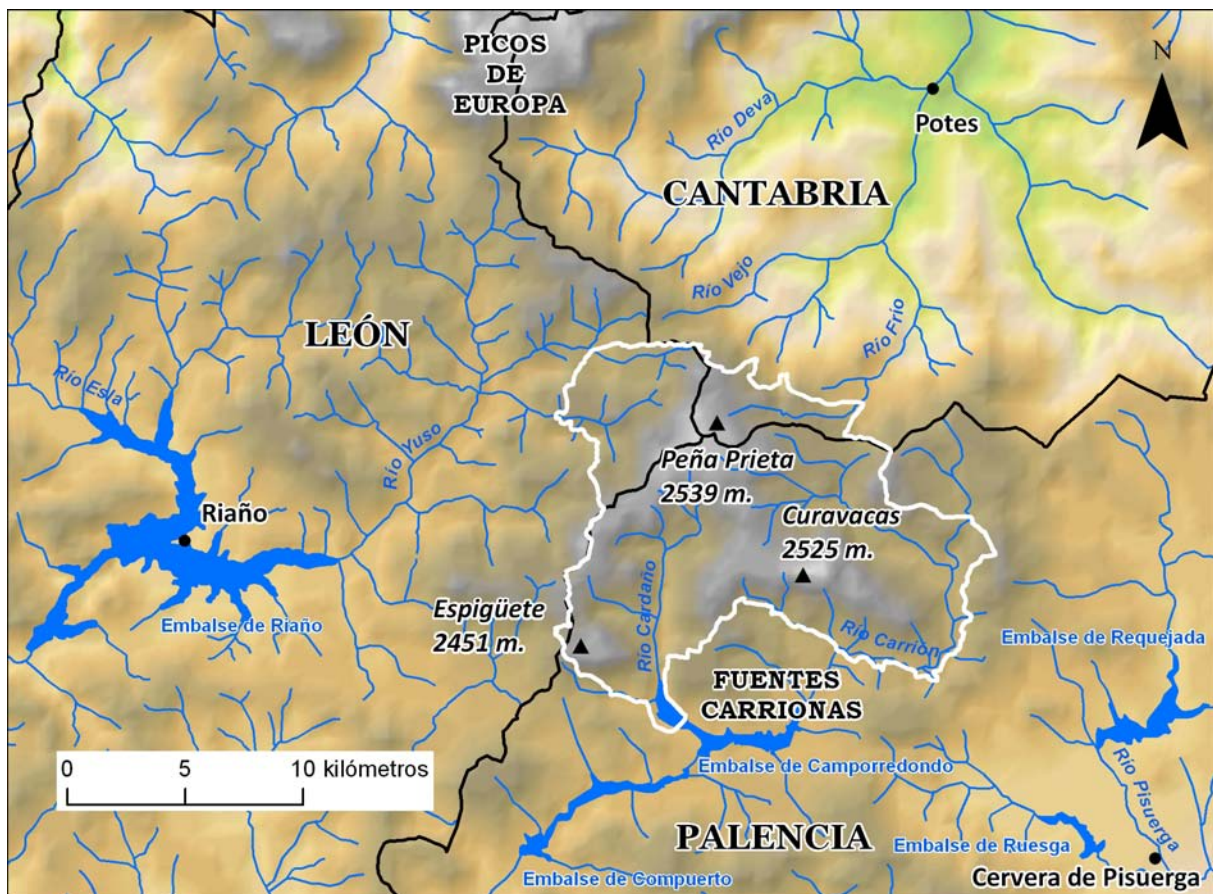 PICOS
DE
EUROPA
N
Río Deva
Potes
CANTABRIA
Río Vejo
Río Frío
LEÓN
Río Esla
Río Yuso
Peña Prieta
2539 m.
Curavacas
2525 m.
Riaño
Embalse de Riaño
Espigüete
2451 m.
Río Cardaño
Río Carrión
Embalse de Requejada
FUENTES
CARRIONAS
0 5 10 kilómetros
Embalse de Camporredondo
Río Pisuerga
PALENCIA
Embalse de Ruesga
Embalse de Compuerto
Cervera de Pisuerga